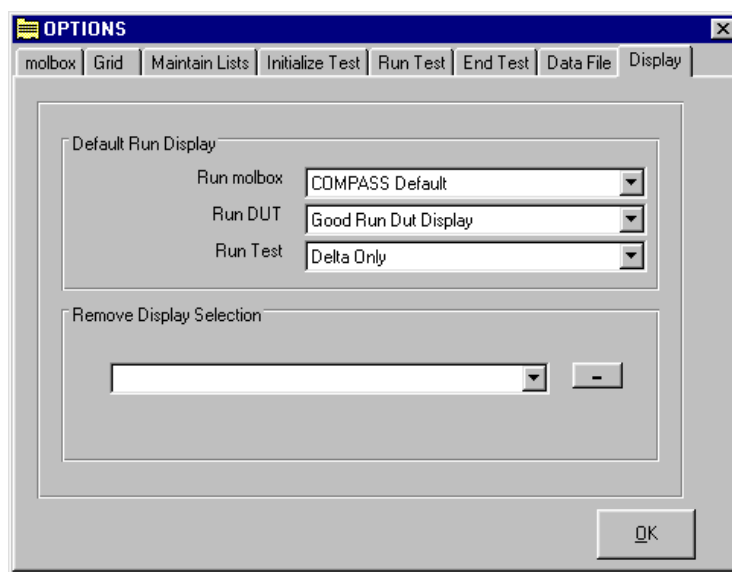 OPTIONS
molbox Grid Maintain Lists Initialize Test Run Test End Test Data File Display
Default Run Display
Run molbox COMPASS Default
Run DUT Good Run Dut Display
Run Test Delta Only
Remove Display Selection
-
OK